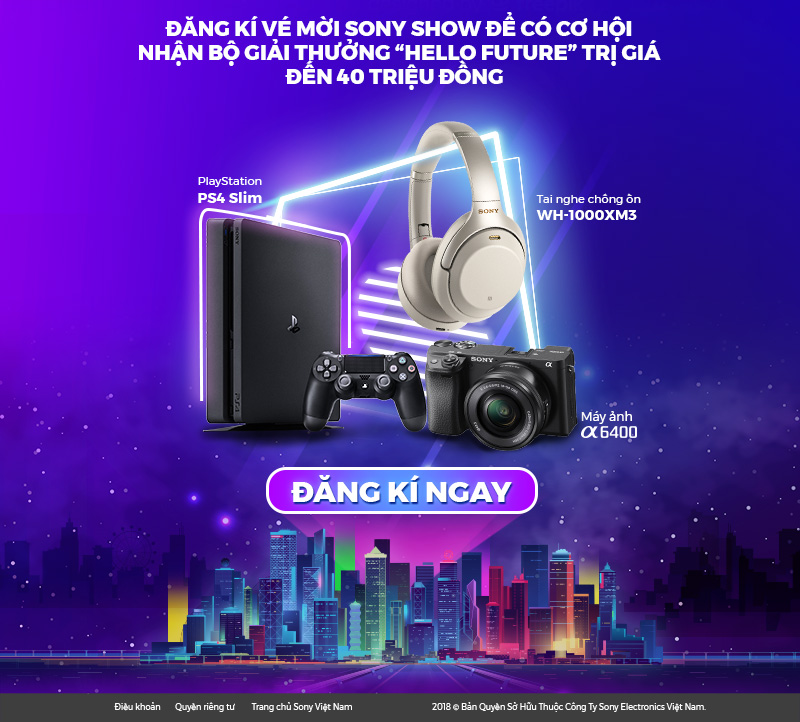 ĐĂNG KÍ VÉ MỜI SONY SHOW ĐỂ CÓ CƠ HỘI
NHẬN BỘ GIẢI THƯỞNG “HELLO FUTURE” TRỊ GIÁ
ĐẾN 40 TRIỆU ĐỒNG
PlayStation
PS4 Slim
Tai nghe chống ồn
WH-1000XM3
SONY
SONY
PS4
SONY
α
Máy ảnh
α6400
ĐĂNG KÍ NGAY
Điều khoản Quyền riêng tư Trang chủ Sony Việt Nam 2018 © Bản Quyền Sở Hữu Thuộc Công Ty Sony Electronics Việt Nam.